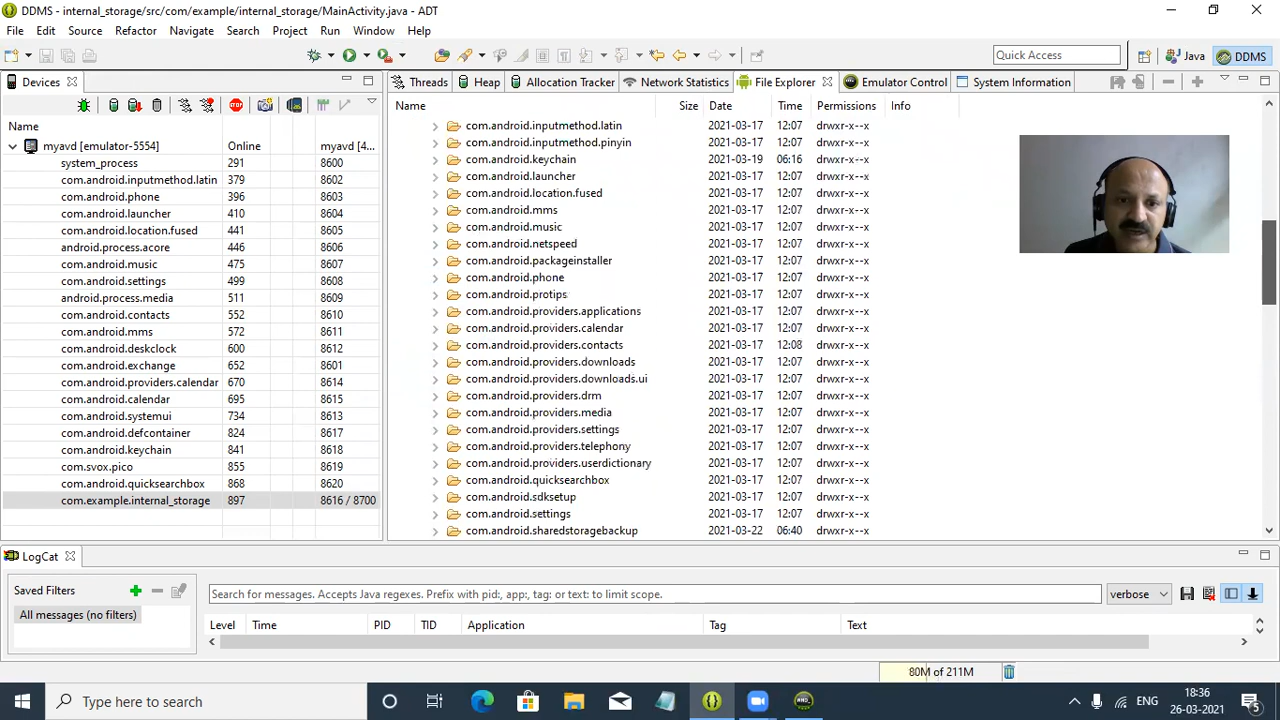 DDMS - internal_storage/src/com/example/internal_storage/MainActivity.java - ADT
File Edit Source Refactor Navigate Search Project Run Window Help
Quick Access Java DDMS
Devices
Threads Heap Allocation Tracker Network Statistics File Explorer Emulator Control System Information
Name
myavd [emulator-5554] Online myavd [4...
system_process 291 8600
com.android.inputmethod.latin 379 8602
com.android.phone 396 8603
com.android.launcher 410 8604
com.android.location.fused 441 8605
android.process.acore 446 8606
com.android.music 475 8607
com.android.settings 499 8608
android.process.media 511 8609
com.android.contacts 552 8610
com.android.mms 572 8611
com.android.deskclock 600 8612
com.android.exchange 652 8601
com.android.providers.calendar 670 8614
com.android.calendar 695 8615
com.android.systemui 734 8613
com.android.defcontainer 824 8617
com.android.keychain 841 8618
com.svox.pico 855 8619
com.android.quicksearchbox 868 8620
com.example.internal_storage 897 8616 / 8700
Name Size Date Time Permissions Info
com.android.inputmethod.latin 2021-03-17 12:07 drwxr-x--x
com.android.inputmethod.pinyin 2021-03-17 12:07 drwxr-x--x
com.android.keychain 2021-03-19 06:16 drwxr-x--x
com.android.launcher 2021-03-17 12:07 drwxr-x--x
com.android.location.fused 2021-03-17 12:07 drwxr-x--x
com.android.mms 2021-03-17 12:07 drwxr-x--x
com.android.music 2021-03-17 12:07 drwxr-x--x
com.android.netspeed 2021-03-17 12:07 drwxr-x--x
com.android.packageinstaller 2021-03-17 12:07 drwxr-x--x
com.android.phone 2021-03-17 12:07 drwxr-x--x
com.android.protips 2021-03-17 12:07 drwxr-x--x
com.android.providers.applications 2021-03-17 12:07 drwxr-x--x
com.android.providers.calendar 2021-03-17 12:07 drwxr-x--x
com.android.providers.contacts 2021-03-17 12:08 drwxr-x--x
com.android.providers.downloads 2021-03-17 12:07 drwxr-x--x
com.android.providers.downloads.ui 2021-03-17 12:07 drwxr-x--x
com.android.providers.drm 2021-03-17 12:07 drwxr-x--x
com.android.providers.media 2021-03-17 12:07 drwxr-x--x
com.android.providers.settings 2021-03-17 12:07 drwxr-x--x
com.android.providers.telephony 2021-03-17 12:07 drwxr-x--x
com.android.providers.userdictionary 2021-03-17 12:07 drwxr-x--x
com.android.quicksearchbox 2021-03-17 12:07 drwxr-x--x
com.android.sdksetup 2021-03-17 12:07 drwxr-x--x
com.android.settings 2021-03-17 12:07 drwxr-x--x
com.android.sharedstoragebackup 2021-03-22 06:40 drwxr-x--x
LogCat
Saved Filters
All messages (no filters)
Search for messages. Accepts Java regexes. Prefix with pid:, app:, tag: or text: to limit scope. verbose
Level Time PID TID Application Tag Text
80M of 211M
Type here to search
ENG
18:36
26-03-2021
5